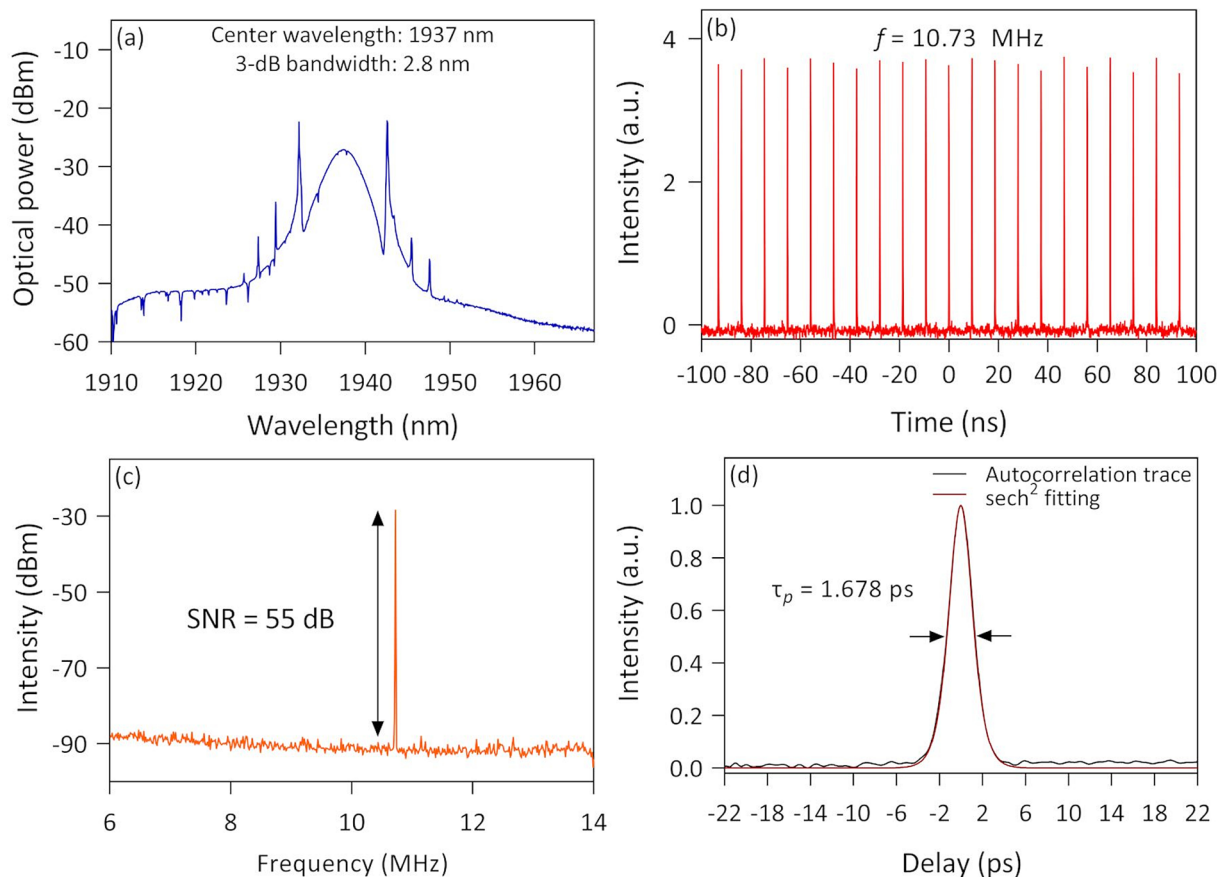 (a)
Center wavelength: 1937 nm
3-dB bandwidth: 2.8 nm
Optical power (dBm)
-10
-20
-30
-40
-50
-60
1910 1920 1930 1940 1950 1960
Wavelength (nm)
(b)
f = 10.73 MHz
Intensity (a.u.)
4
2
0
-100 -80 -60 -40 -20 0 20 40 60 80 100
Time (ns)
(c)
SNR = 55 dB
Intensity (dBm)
-30
-50
-70
-90
6 8 10 12 14
Frequency (MHz)
(d)
Autocorrelation trace
sech² fitting
τp = 1.678 ps
Intensity (a.u.)
1.0
0.8
0.6
0.4
0.2
0.0
-22 -18 -14 -10 -6 -2 2 6 10 14 18 22
Delay (ps)